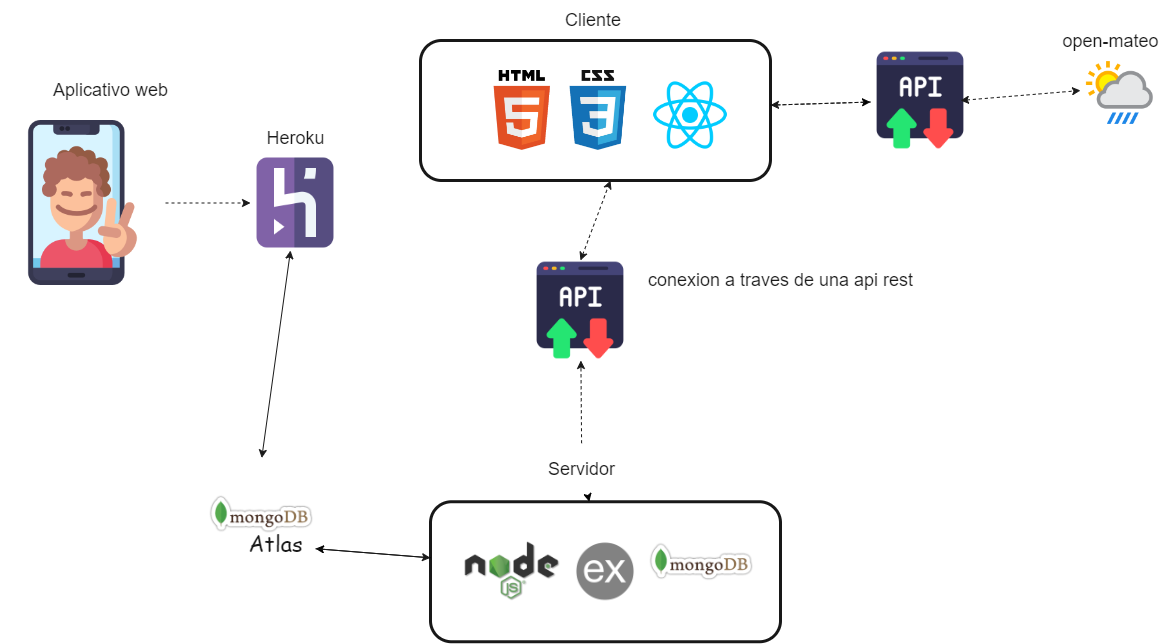 Cliente
open-mateo
Aplicativo web
HTML
5
CSS
3
API
Heroku
conexion a traves de una api rest
API
Servidor
mongoDB
Atlas
node
JS
ex
mongoDB